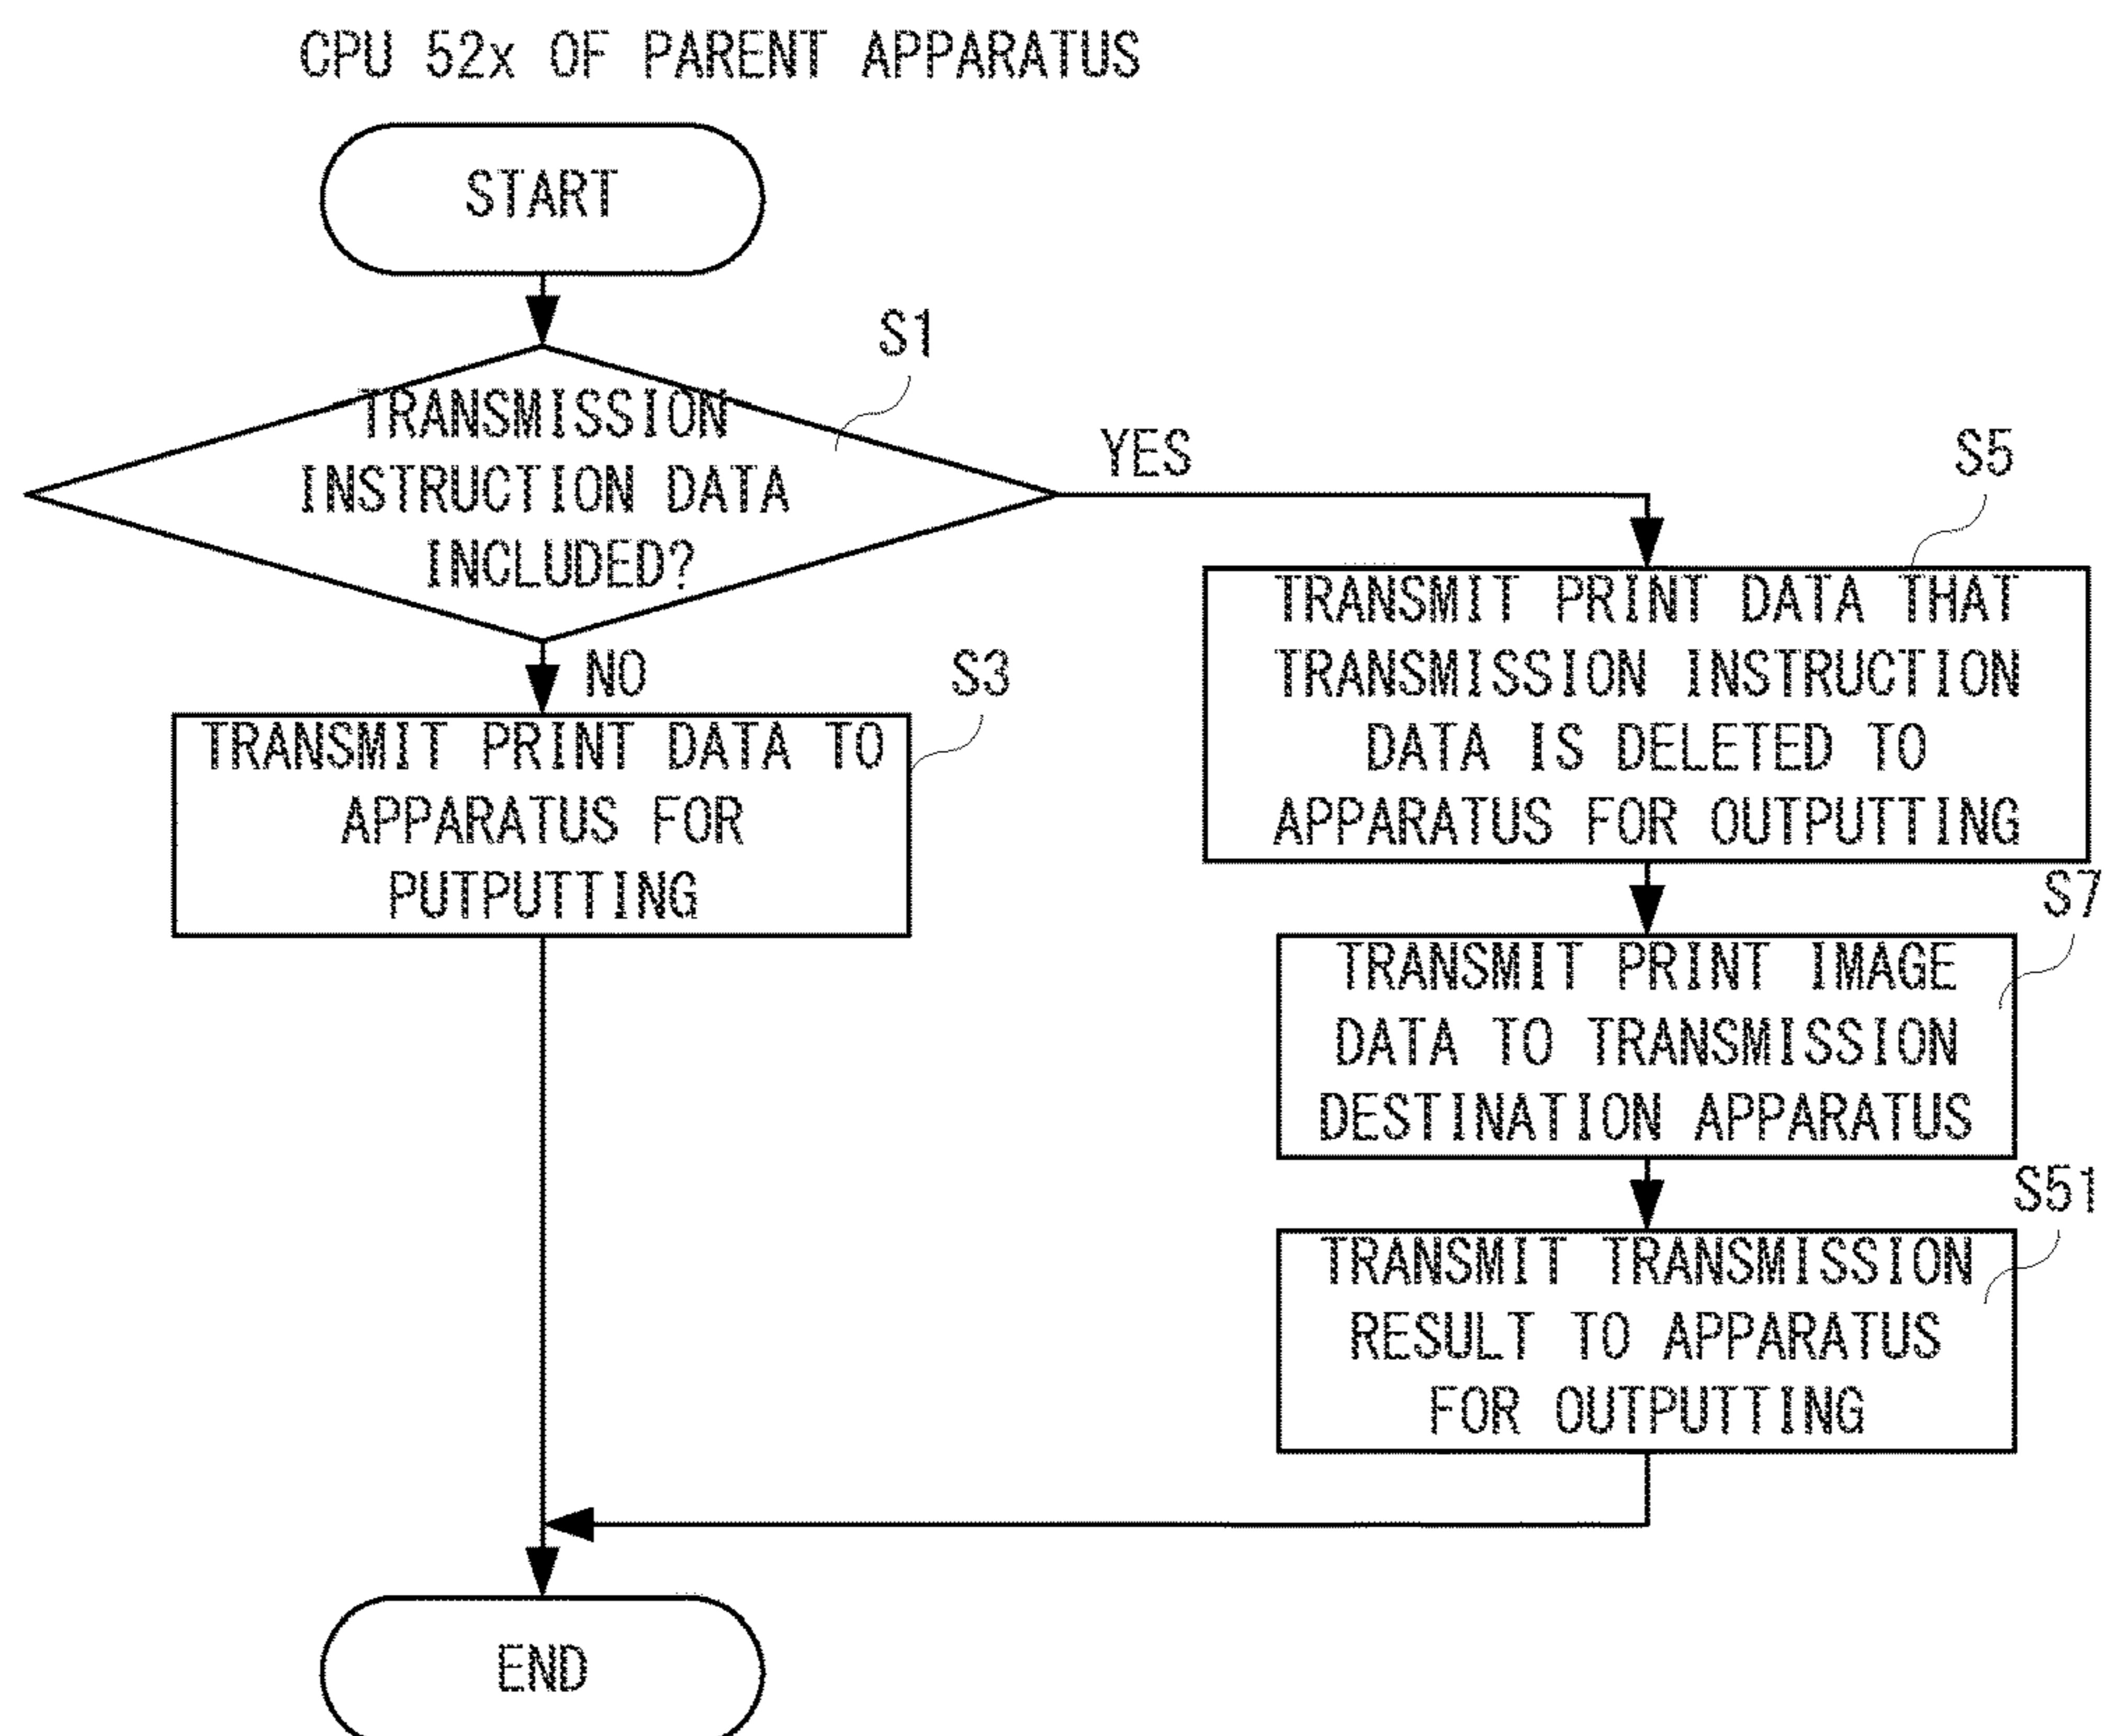 CPU 52x OF PARENT APPARATUS
START
S1
TRANSMISSION
INSTRUCTION DATA
INCLUDED?
YES
NO
S3
TRANSMIT PRINT DATA TO
APPARATUS FOR
PUTPUTTING
S5
TRANSMIT PRINT DATA THAT
TRANSMISSION INSTRUCTION
DATA IS DELETED TO
APPARATUS FOR OUTPUTTING
S7
TRANSMIT PRINT IMAGE
DATA TO TRANSMISSION
DESTINATION APPARATUS
S51
TRANSMIT TRANSMISSION
RESULT TO APPARATUS
FOR OUTPUTTING
END